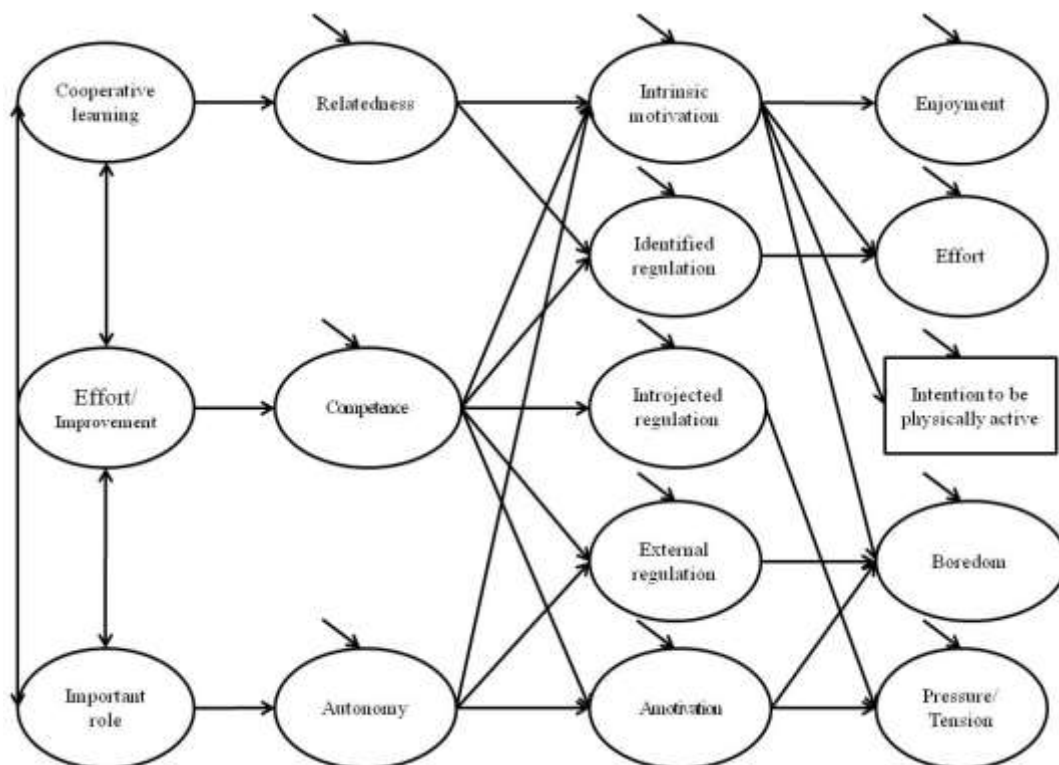 Cooperative
learning
Relatedness
Intrinsic
motivation
Enjoyment
Identified
regulation
Effort
Effort/
Improvement
Competence
Introjected
regulation
Intention to be
physically active
External
regulation
Boredom
Important
role
Autonomy
Amotivation
Pressure/
Tension